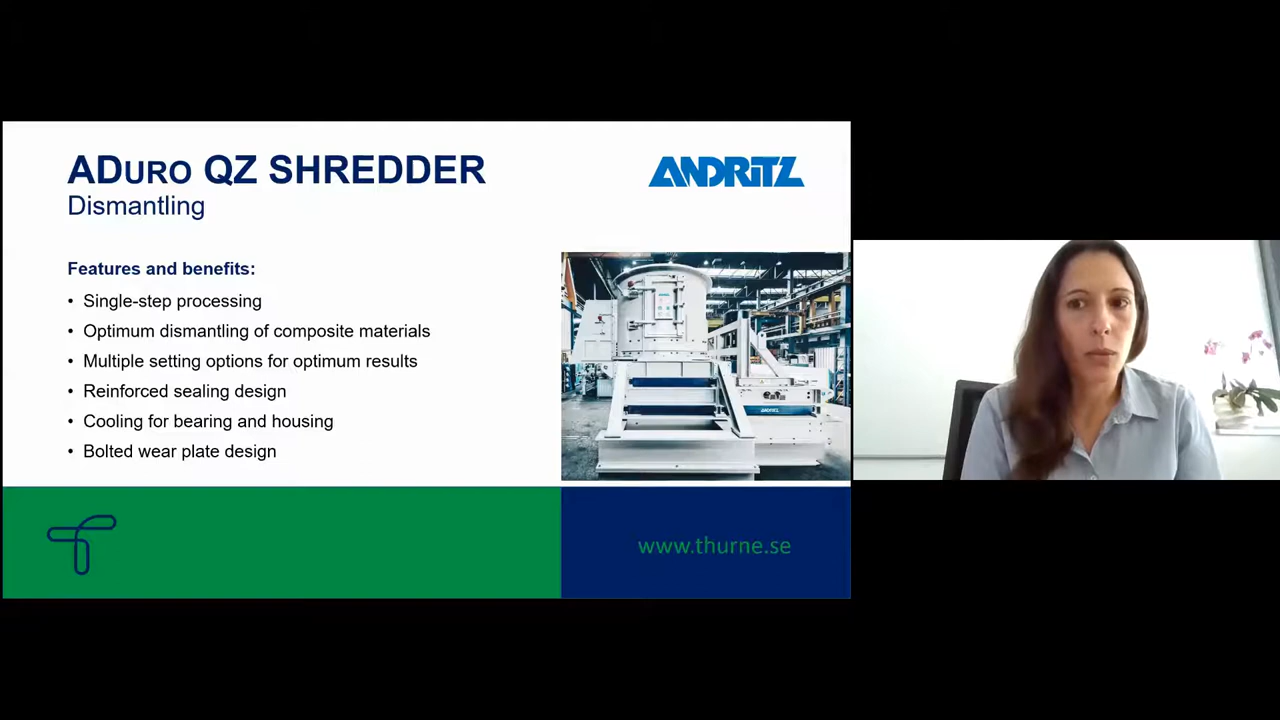 ADURO QZ SHREDDER
Dismantling
ANDRITZ
Features and benefits:
• Single-step processing
• Optimum dismantling of composite materials
• Multiple setting options for optimum results
• Reinforced sealing design
• Cooling for bearing and housing
• Bolted wear plate design
ANDRITZ
www.thurne.se